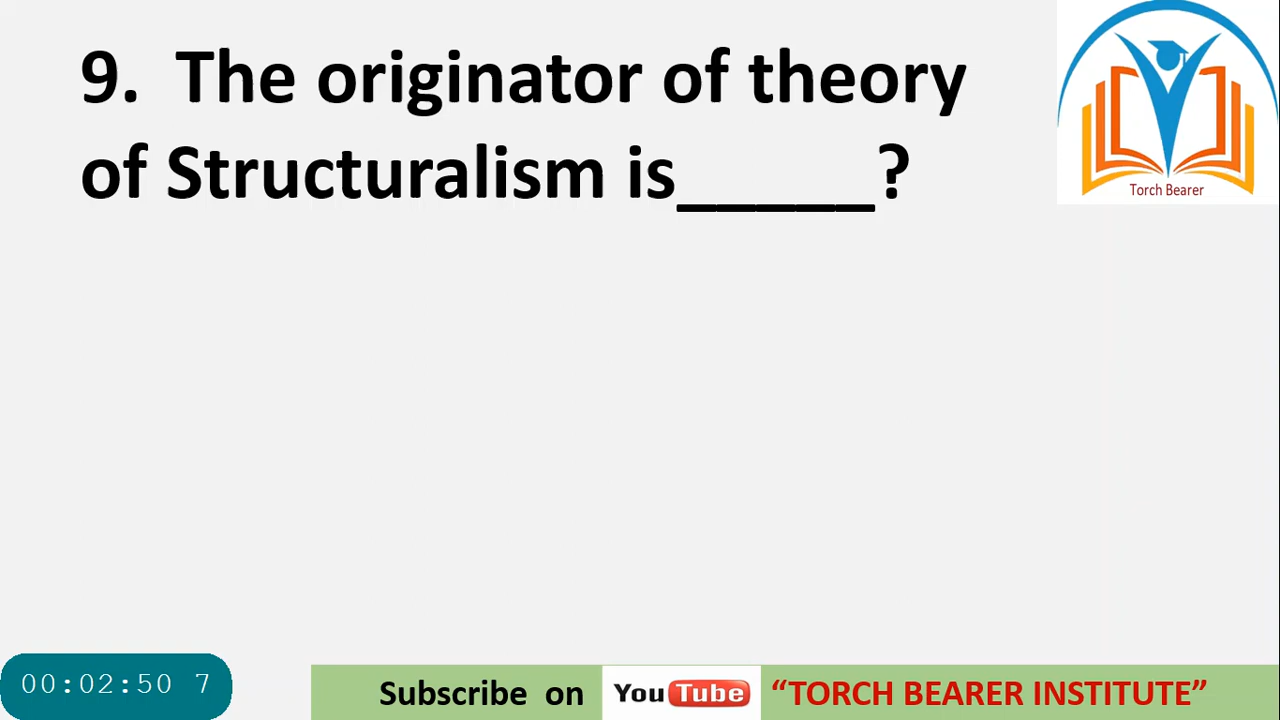 9. The originator of theory
of Structuralism is_____?
Torch Bearer
00:02:50 7
Subscribe on YouTube “TORCH BEARER INSTITUTE”